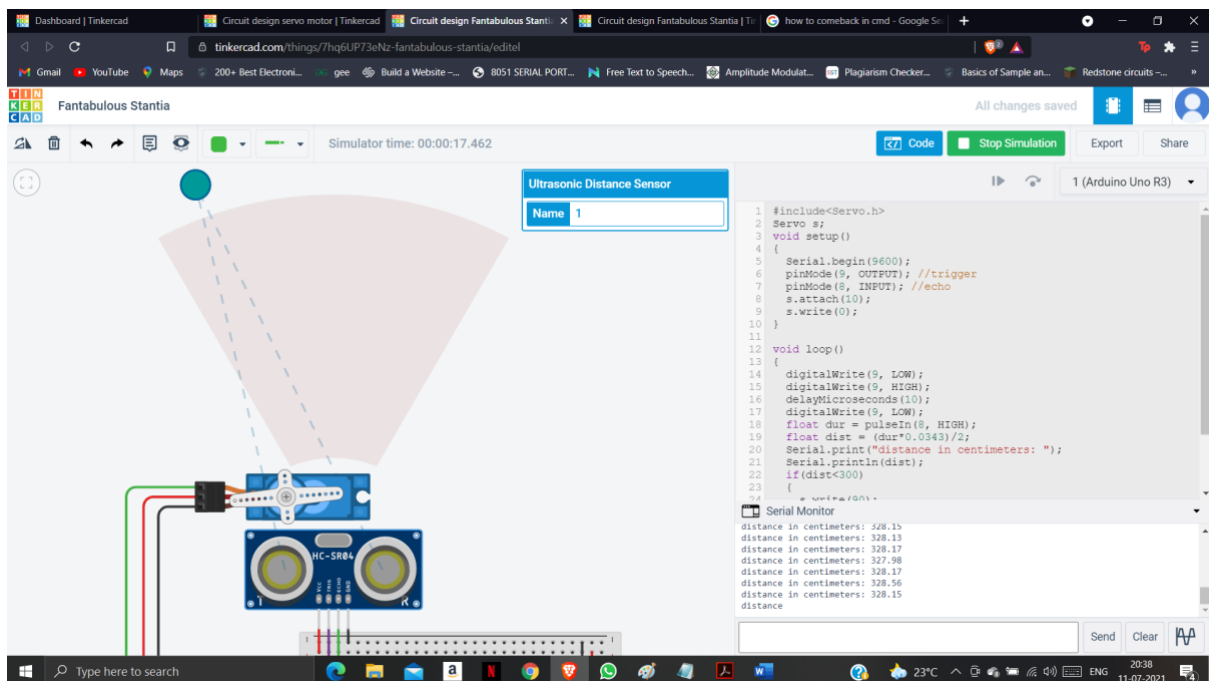 Dashboard | Tinkercad
Circuit design servo motor | Tinkercad
Circuit design Fantabulous Stanti
Circuit design Fantabulous Stantia | Tin
how to comeback in cmd - Google Se
tinkercad.com/things/7hq6UP73eNz-fantabulous-stantia/editel
Gmail
YouTube
Maps
200+ Best Electroni...
gee
Build a Website –...
8051 SERIAL PORT...
Free Text to Speech...
Amplitude Modulat...
Plagiarism Checker...
Basics of Sample an...
Redstone circuits –...
TINKERCAD
Fantabulous Stantia
All changes saved
Simulator time: 00:00:17.462
Code
Stop Simulation
Export
Share
Ultrasonic Distance Sensor
Name 1
1 (Arduino Uno R3)
1 #include<Servo.h>
2 Servo s;
3 void setup()
4 {
5 Serial.begin(9600);
6 pinMode(9, OUTPUT); //trigger
7 pinMode(8, INPUT); //echo
8 s.attach(10);
9 s.write(0);
10 }
11
12 void loop()
13 {
14 digitalWrite(9, LOW);
15 digitalWrite(9, HIGH);
16 delayMicroseconds(10);
17 digitalWrite(9, LOW);
18 float dur = pulseIn(8, HIGH);
19 float dist = (dur*0.0343)/2;
20 Serial.print("distance in centimeters: ");
21 Serial.println(dist);
22 if(dist<300)
23 {
24 s.write(90);
HC-SR04
VCC
TRIG
ECHO
GND
T
R
Serial Monitor
distance in centimeters: 328.15
distance in centimeters: 328.13
distance in centimeters: 328.17
distance in centimeters: 327.98
distance in centimeters: 328.17
distance in centimeters: 328.56
distance in centimeters: 328.15
distance
Send
Clear
Type here to search
23°C
ENG
20:38
11-07-2021